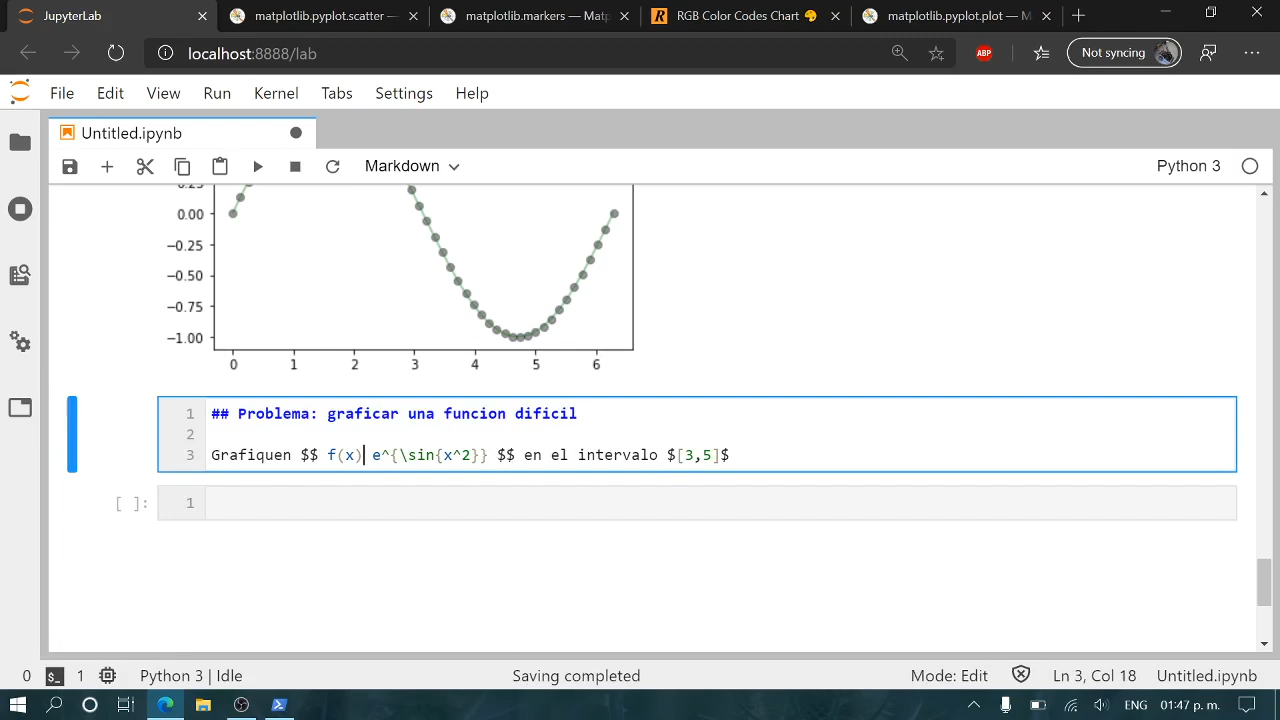 JupyterLab
matplotlib.pyplot.scatter —
matplotlib.markers — Mat
RGB Color Codes Chart
matplotlib.pyplot.plot — M
localhost:8888/lab
ABP
Not syncing
File Edit View Run Kernel Tabs Settings Help
Untitled.ipynb
Markdown
Python 3
0.25
0.00
−0.25
−0.50
−0.75
−1.00
0 1 2 3 4 5 6
1 ## Problema: graficar una funcion dificil
2
3 Grafiquen $$ f(x) e^{\sin{x^2}} $$ en el intervalo $[3,5]$
[ ]: 1
0 1 Python 3 | Idle Saving completed Mode: Edit Ln 3, Col 18 Untitled.ipynb
ENG 01:47 p. m.